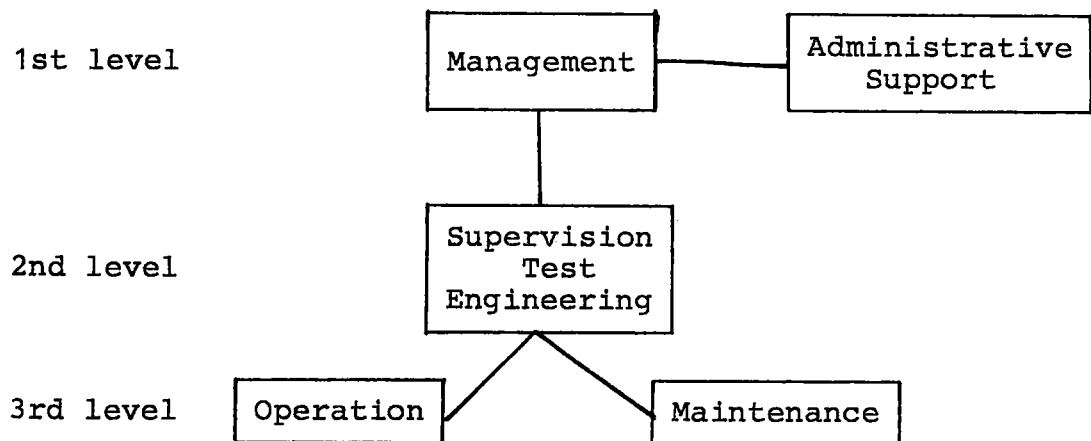 1st level
Management
Administrative
Support
2nd level
Supervision
Test
Engineering
3rd level
Operation
Maintenance